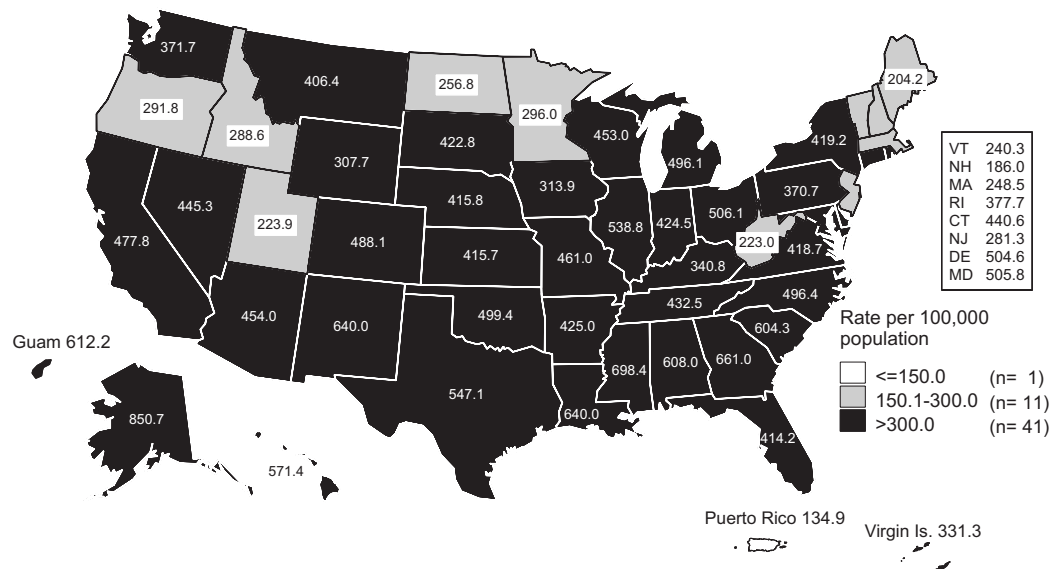 371.7
406.4
256.8
296.0
204.2
291.8
288.6
307.7
422.8
453.0
496.1
419.2
VT 240.3
NH 186.0
MA 248.5
RI 377.7
CT 440.6
NJ 281.3
DE 504.6
MD 505.8
445.3
223.9
488.1
415.8
313.9
538.8
424.5
506.1
370.7
477.8
415.7
461.0
340.8
223.0
418.7
454.0
640.0
499.4
425.0
432.5
496.4
604.3
547.1
640.0
698.4
608.0
661.0
414.2
Guam 612.2
850.7
571.4
Rate per 100,000
population
<=150.0 (n= 1)
150.1-300.0 (n= 11)
>300.0 (n= 41)
Puerto Rico 134.9
Virgin Is. 331.3